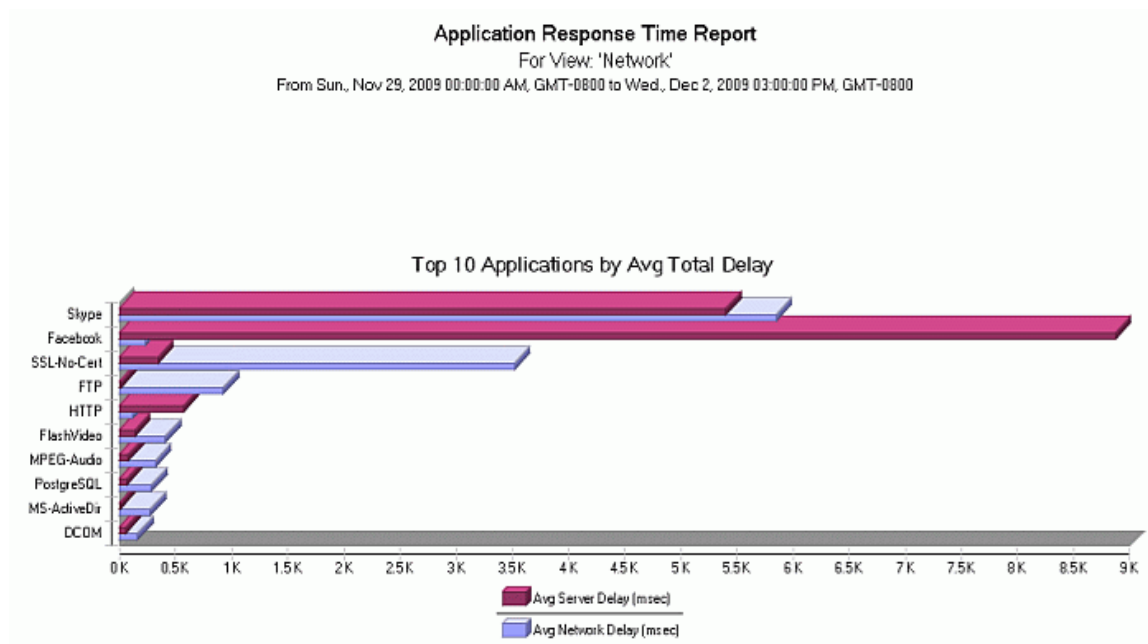 Application Response Time Report
For View: 'Network'
From Sun., Nov 29, 2009 00:00:00 AM, GMT-0800 to Wed., Dec 2, 2009 03:00:00 PM, GMT-0800
Top 10 Applications by Avg Total Delay
Skype
Facebook
SSL-No-Cert
FTP
HTTP
FlashVideo
MPEG-Audio
PostgreSQL
MS-ActiveDir
DCOM
0K 0.5K 1K 1.5K 2K 2.5K 3K 3.5K 4K 4.5K 5K 5.5K 6K 6.5K 7K 7.5K 8K 8.5K 9K
Avg Server Delay (msec)
Avg Network Delay (msec)